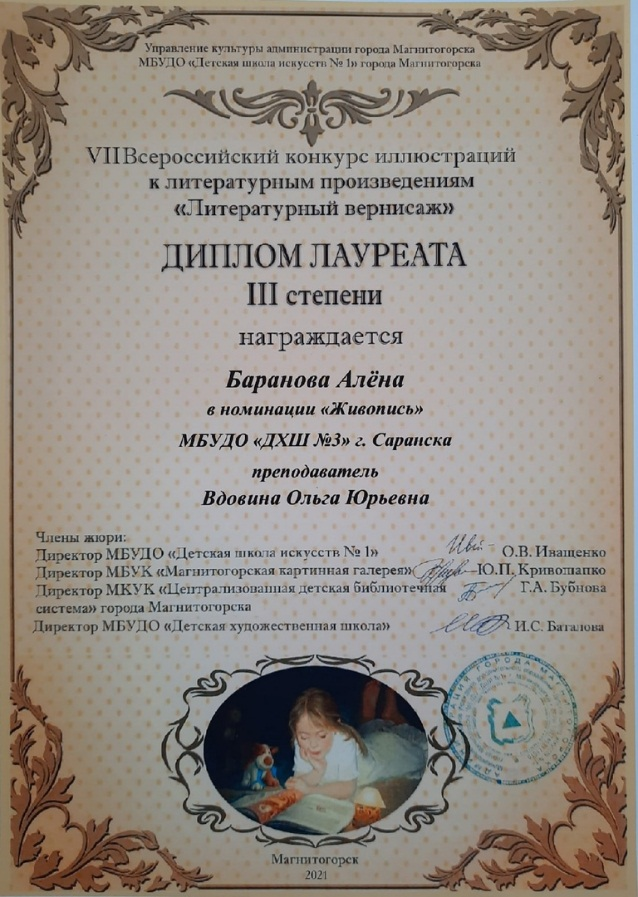 Управление культуры администрации города Магнитогорска
МБУДО «Детская школа искусств № 1» города Магнитогорска
VII Всероссийский конкурс иллюстраций
к литературным произведениям
«Литературный вернисаж»
ДИПЛОМ ЛАУРЕАТА
III степени
награждается
Баранова Алёна
в номинации «Живопись»
МБУДО «ДХШ №3» г. Саранска
преподаватель
Вдовина Ольга Юрьевна
Члены жюри:
Директор МБУДО «Детская школа искусств № 1» О.В. Иващенко
Директор МБУК «Магнитогорская картинная галерея» Ю.П. Кривошапко
Директор МКУК «Централизованная детская библиотечная Г.А. Бубнова
система» города Магнитогорска
Директор МБУДО «Детская художественная школа» И.С. Баталова
Магнитогорск
2021